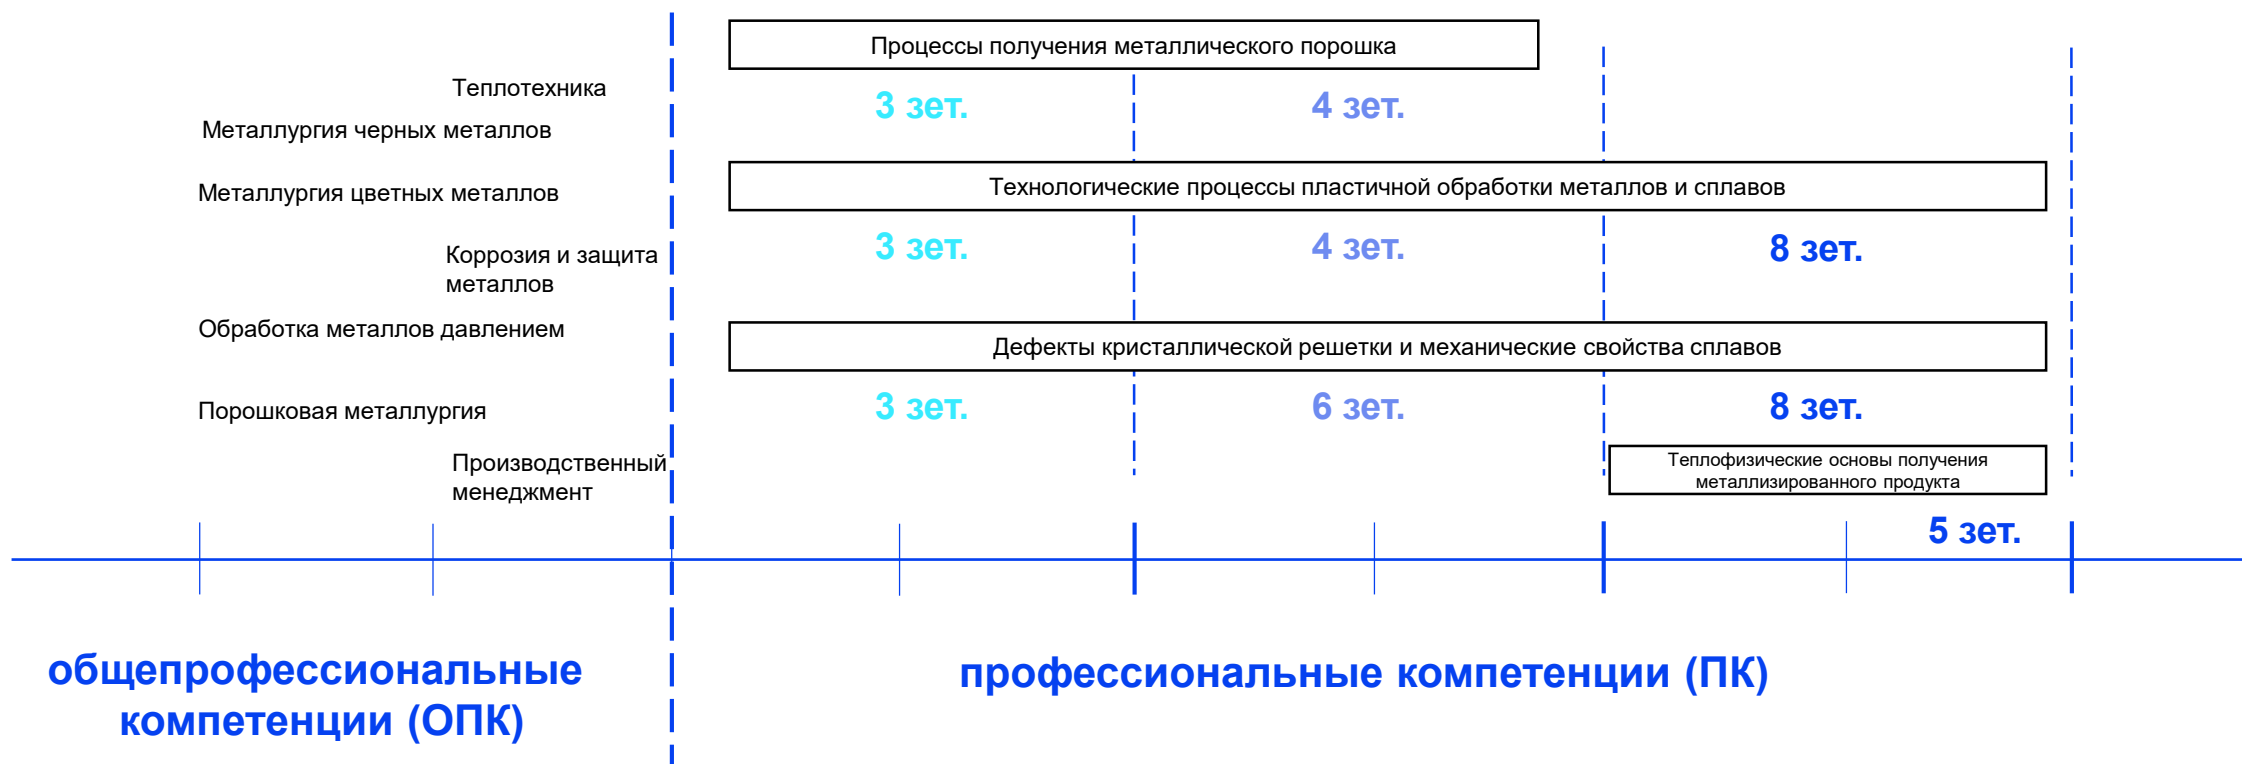 Теплотехника
Металлургия черных металлов
Металлургия цветных металлов
Коррозия и защита
металлов
Обработка металлов давлением
Порошковая металлургия
Производственный
менеджмент
Процессы получения металлического порошка
3 зет.
4 зет.
Технологические процессы пластичной обработки металлов и сплавов
3 зет.
4 зет.
8 зет.
Дефекты кристаллической решетки и механические свойства сплавов
3 зет.
6 зет.
8 зет.
Теплофизические основы получения
металлизированного продукта
5 зет.
общепрофессиональные
компетенции (ОПК)
профессиональные компетенции (ПК)